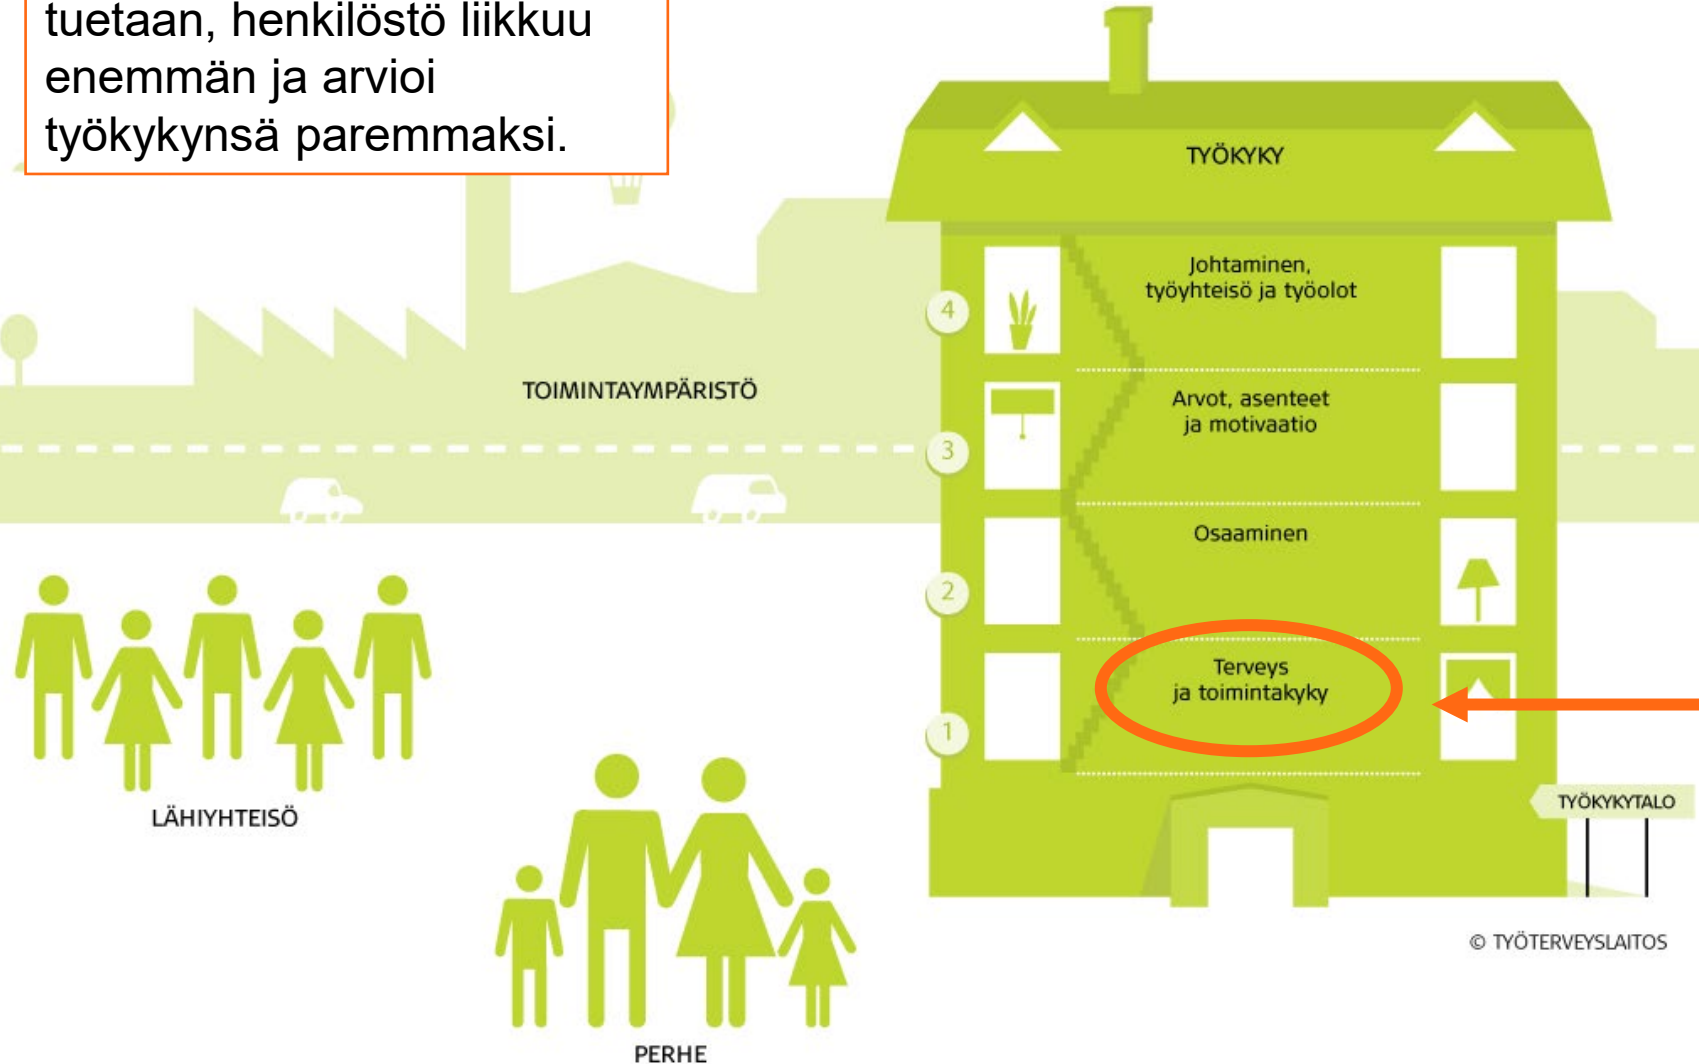 tuetaan, henkilöstö liikkuu
enemmän ja arvioi
työkykynsä paremmaksi.
TYÖKYKY
Johtaminen,
työyhteisö ja työolot
4
TOIMINTAYMPÄRISTÖ
Arvot, asenteet
ja motivaatio
3
Osaaminen
2
Terveys
ja toimintakyky
1
LÄHIYHTEISÖ
TYÖKYKYTALO
© TYÖTERVEYSLAITOS
PERHE